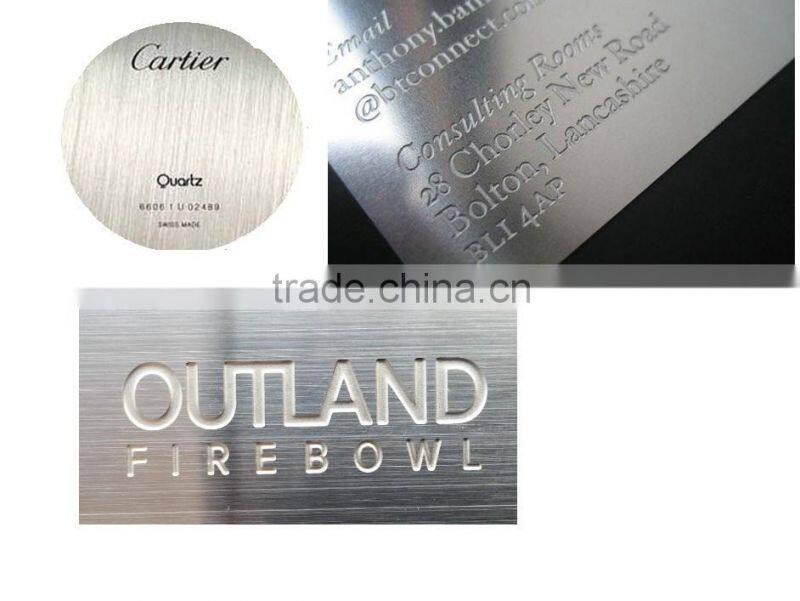 Cartier
Quartz
6606 1 U 02489
SWISS MADE
Email
anthonybam
@btconnect.com
Consulting Rooms
28 Chorley New Road
Bolton, Lancashire
BL1 4AP
trade.china.cn
OUTLAND
FIREBOWL